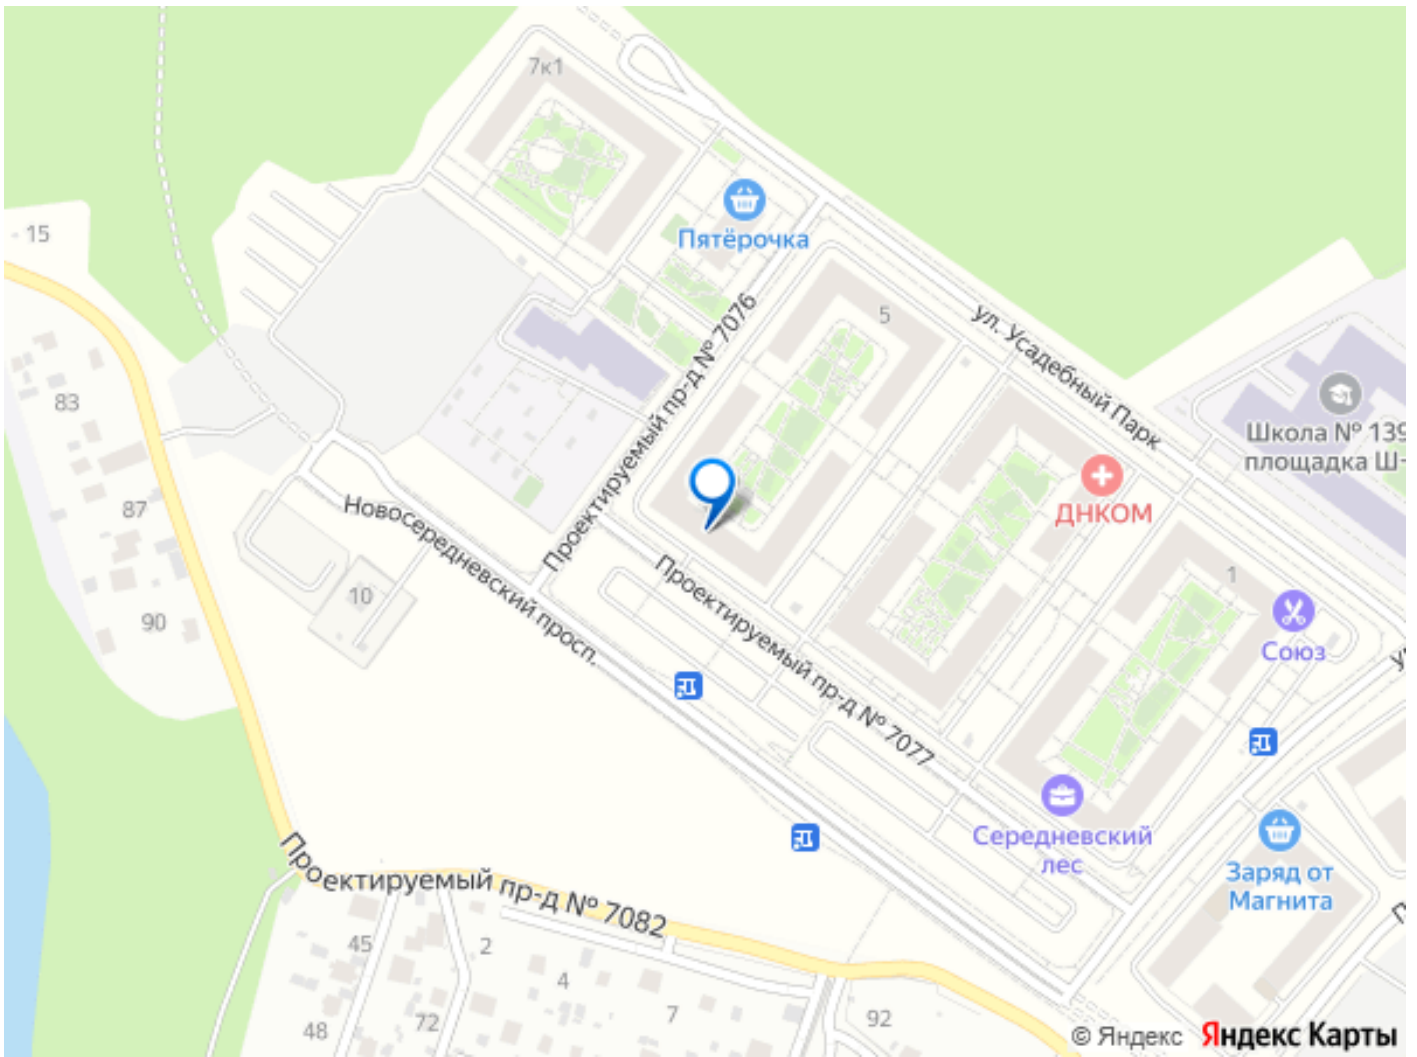 7к1
15
Пятёрочка
5
ул. Усадебный Парк
Проектируемый пр-д № 7076
83
Школа № 139
площадка Ш-
87
ДНКОМ
Новосередневский просп.
10
Проектируемый пр-д № 7077
1
90
Союз
Середневский
лес
Заряд от
Магнита
Проектируемый пр-д № 7082
45
2
4
7
48
72
92
© Яндекс Яндекс Карты